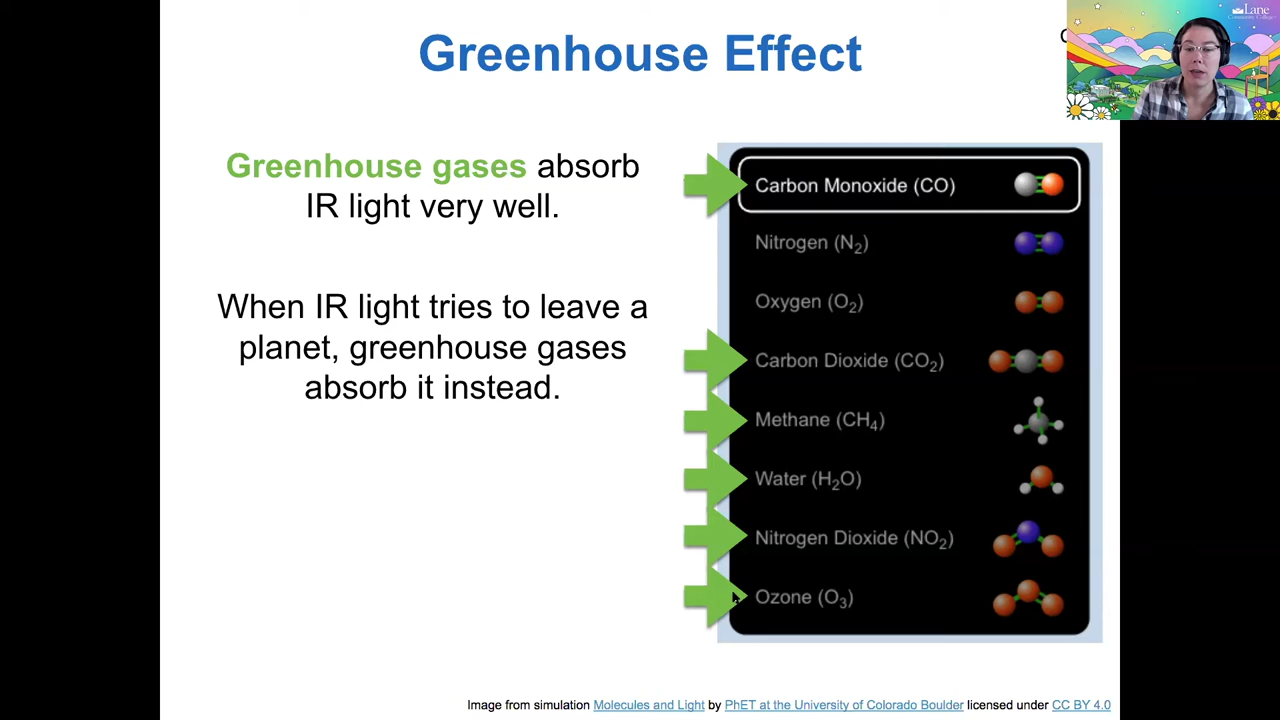 Greenhouse Effect
Lane
Community College
Greenhouse gases absorb
IR light very well.
When IR light tries to leave a
planet, greenhouse gases
absorb it instead.
Carbon Monoxide (CO)
Nitrogen (N₂)
Oxygen (O₂)
Carbon Dioxide (CO₂)
Methane (CH₄)
Water (H₂O)
Nitrogen Dioxide (NO₂)
Ozone (O₃)
Image from simulation Molecules and Light by PhET at the University of Colorado Boulder licensed under CC BY 4.0